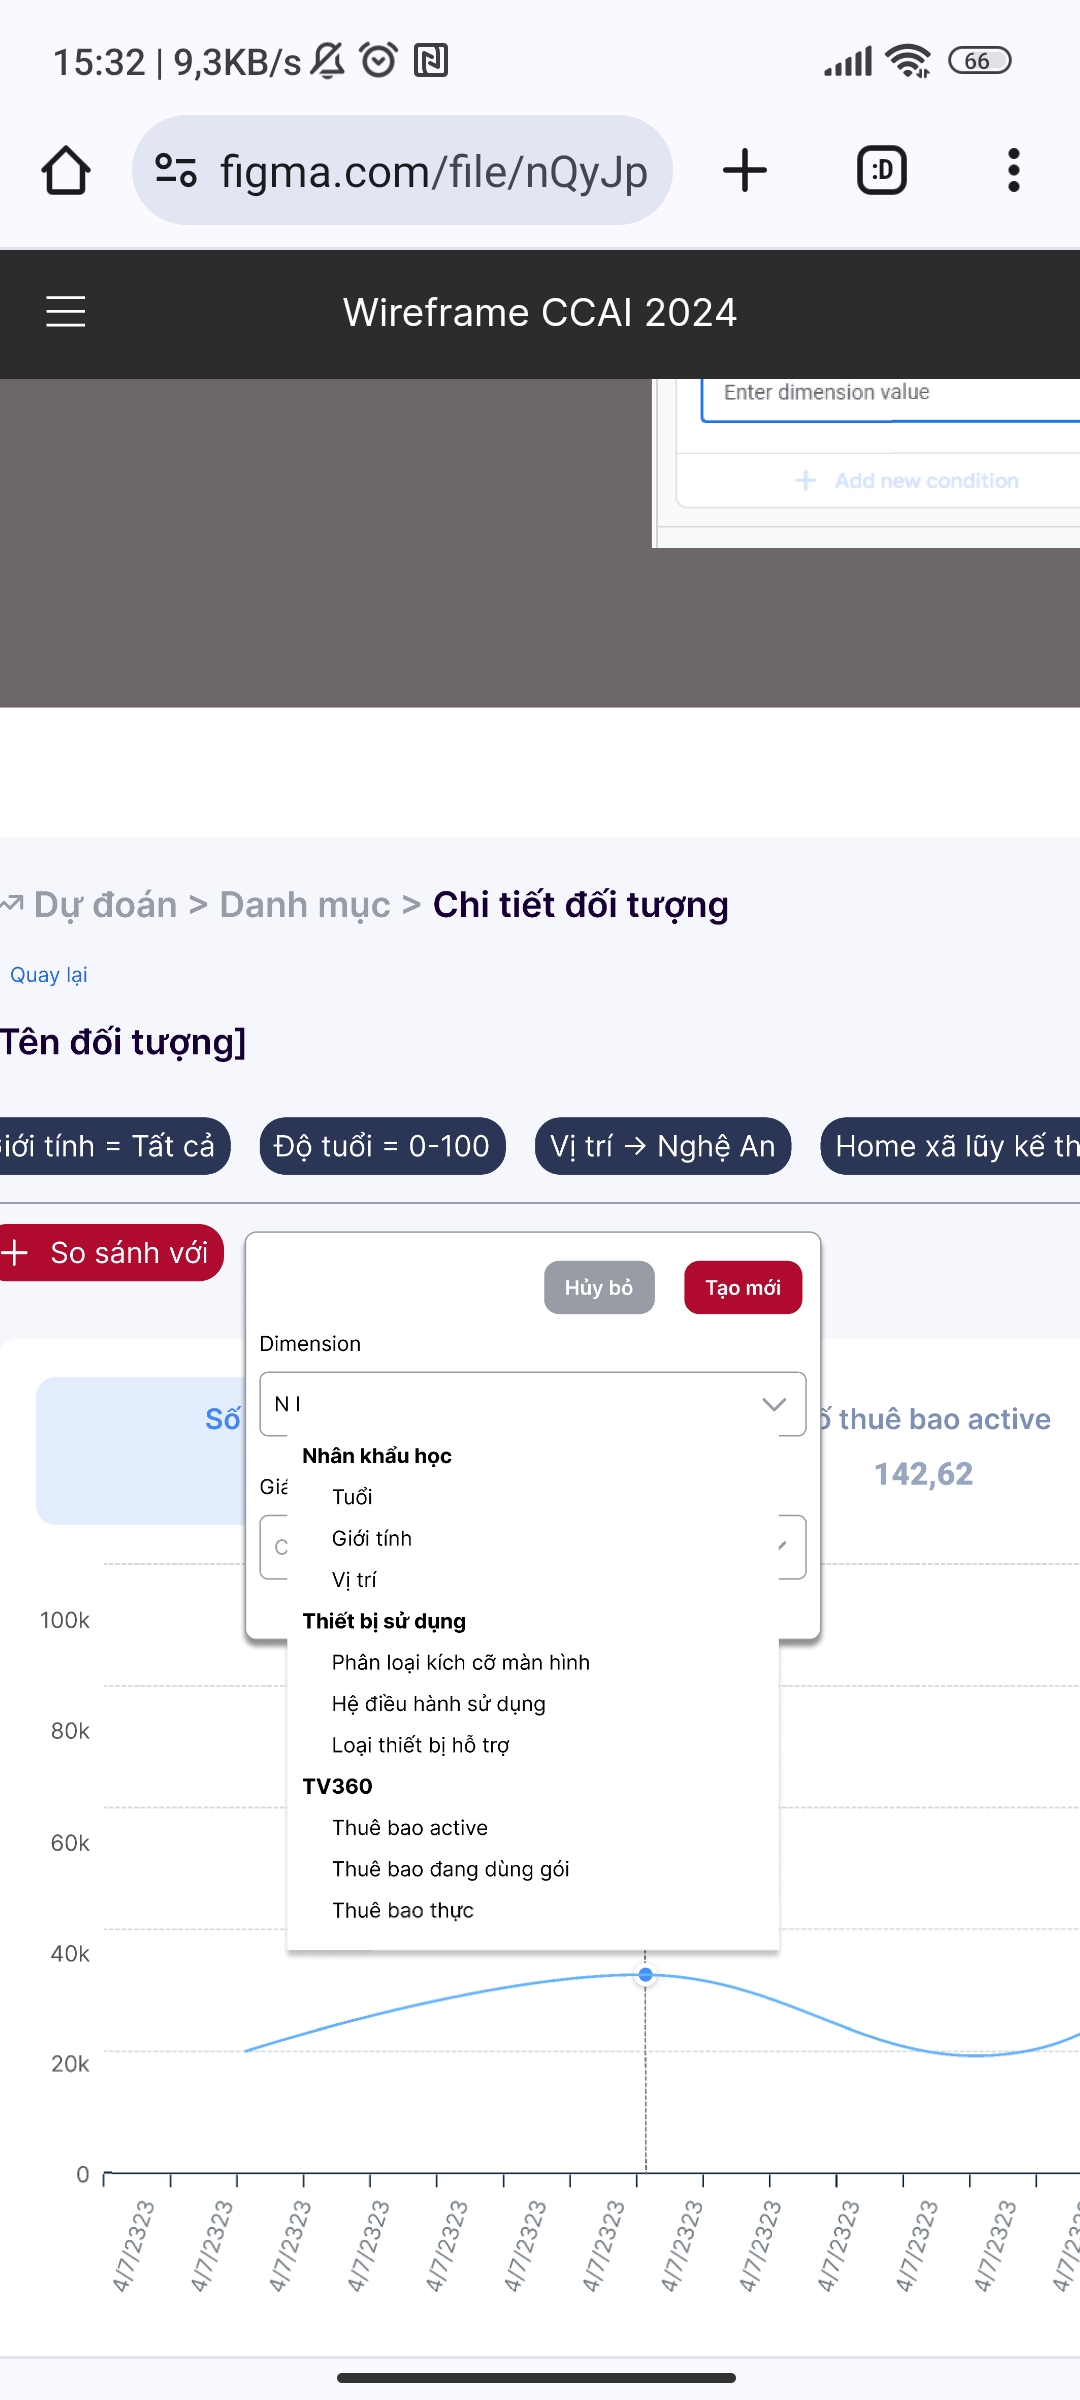 15:32 | 9,3KB/s
66
figma.com/file/nQyJp
:D
Wireframe CCAI 2024
Enter dimension value
+ Add new condition
Dự đoán > Danh mục > Chi tiết đối tượng
Quay lại
Tên đối tượng]
iới tính = Tất cả
Độ tuổi = 0-100
Vị trí → Nghệ An
Home xã lũy kế th
+ So sánh với
Hủy bỏ
Tạo mới
Dimension
N I
Số
ố thuê bao active
142,62
Nhân khẩu học
Giá
Tuổi
Giới tính
C
Vị trí
Thiết bị sử dụng
Phân loại kích cỡ màn hình
Hệ điều hành sử dụng
Loại thiết bị hỗ trợ
TV360
Thuê bao active
Thuê bao đang dùng gói
Thuê bao thực
100k
80k
60k
40k
20k
0
4/7/2323
4/7/2323
4/7/2323
4/7/2323
4/7/2323
4/7/2323
4/7/2323
4/7/2323
4/7/2323
4/7/2323
4/7/2323
4/7/2323
4/7/232